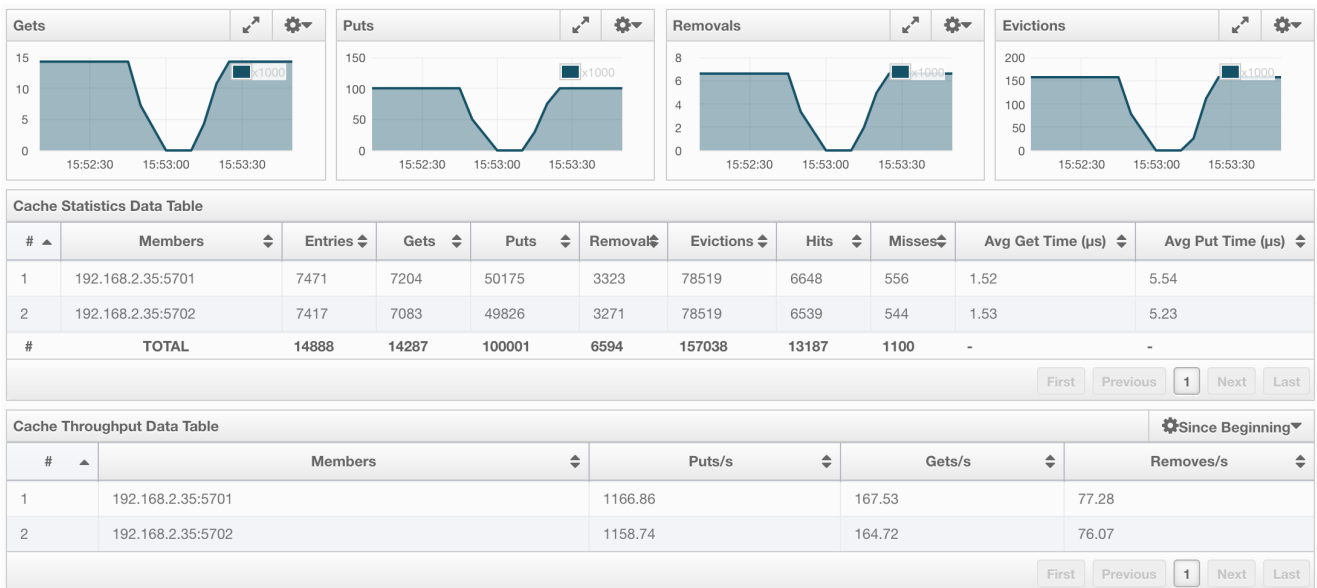 Gets Puts Removals Evictions
15 150 8 200
x1000 x1000 x1000 x1000
10 100 6 150
4 100
5 50 2 50
0 0 0 0
15:52:30 15:53:00 15:53:30 15:52:30 15:53:00 15:53:30 15:52:30 15:53:00 15:53:30 15:52:30 15:53:00 15:53:30
Cache Statistics Data Table
# Members Entries Gets Puts Removals Evictions Hits Misses Avg Get Time (µs) Avg Put Time (µs)
1 192.168.2.35:5701 7471 7204 50175 3323 78519 6648 556 1.52 5.54
2 192.168.2.35:5702 7417 7083 49826 3271 78519 6539 544 1.53 5.23
# TOTAL 14888 14287 100001 6594 157038 13187 1100 - -
First Previous 1 Next Last
Cache Throughput Data Table Since Beginning
# Members Puts/s Gets/s Removes/s
1 192.168.2.35:5701 1166.86 167.53 77.28
2 192.168.2.35:5702 1158.74 164.72 76.07
First Previous 1 Next Last